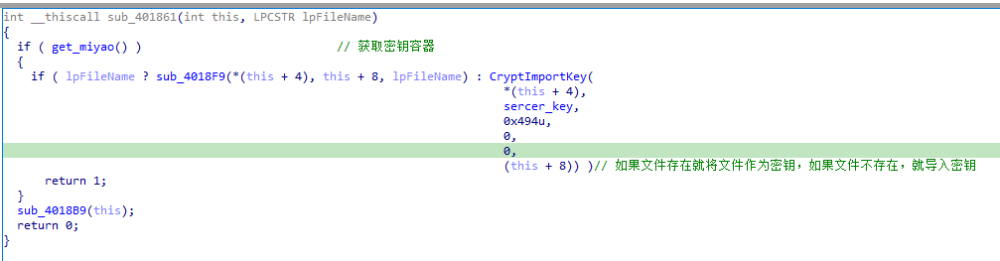 int __thiscall sub_401861(int this, LPCSTR lpFileName)
{
  if ( get_miyao() )                            // 获取密钥容器
  {
    if ( lpFileName ? sub_4018F9(*(this + 4), this + 8, lpFileName) : CryptImportKey(
                                                                        *(this + 4),
                                                                        sercer_key,
                                                                        0x494u,
                                                                        0,
                                                                        0,
                                                                        (this + 8)) )// 如果文件存在就将文件作为密钥，如果文件不存在，就导入密钥
      return 1;
  }
  sub_4018B9(this);
  return 0;
}